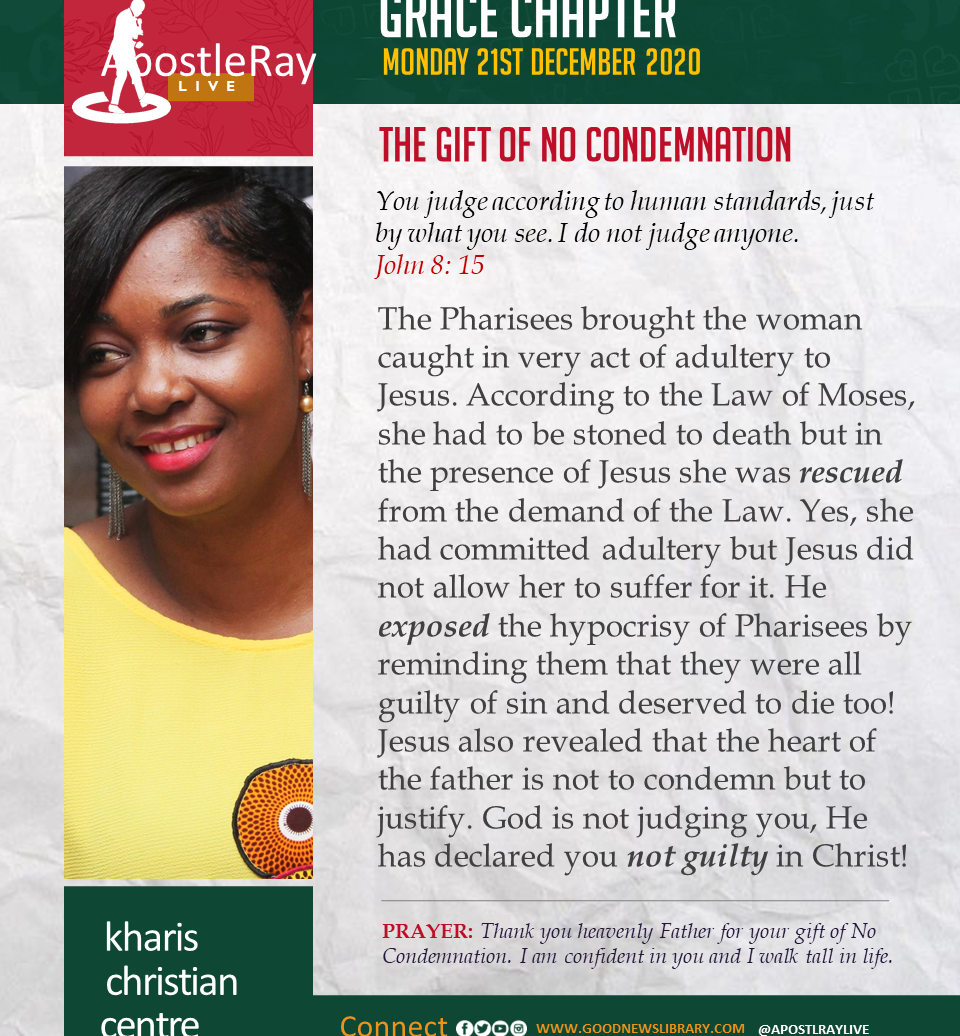 GRACE CHAPTER
MONDAY 21ST DECEMBER 2020
ApostleRay
LIVE
THE GIFT OF NO CONDEMNATION
You judge according to human standards, just
by what you see. I do not judge anyone.
John 8: 15
The Pharisees brought the woman
caught in very act of adultery to
Jesus. According to the Law of Moses,
she had to be stoned to death but in
the presence of Jesus she was rescued
from the demand of the Law. Yes, she
had committed adultery but Jesus did
not allow her to suffer for it. He
exposed the hypocrisy of Pharisees by
reminding them that they were all
guilty of sin and deserved to die too!
Jesus also revealed that the heart of
the father is not to condemn but to
justify. God is not judging you, He
has declared you not guilty in Christ!
PRAYER: Thank you heavenly Father for your gift of No
Condemnation. I am confident in you and I walk tall in life.
kharis
christian
centre
Connect WWW.GOODNEWSLIBRARY.COM @APOSTLRAYLIVE